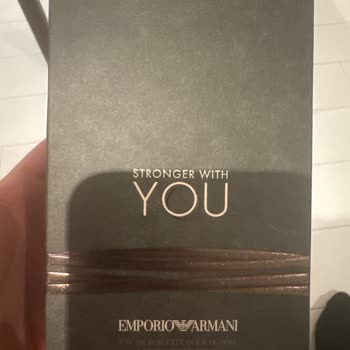 STRONGER WITH
YOU
EMPORIO ARMANI
EAU DE TOILETTE POUR HOMME